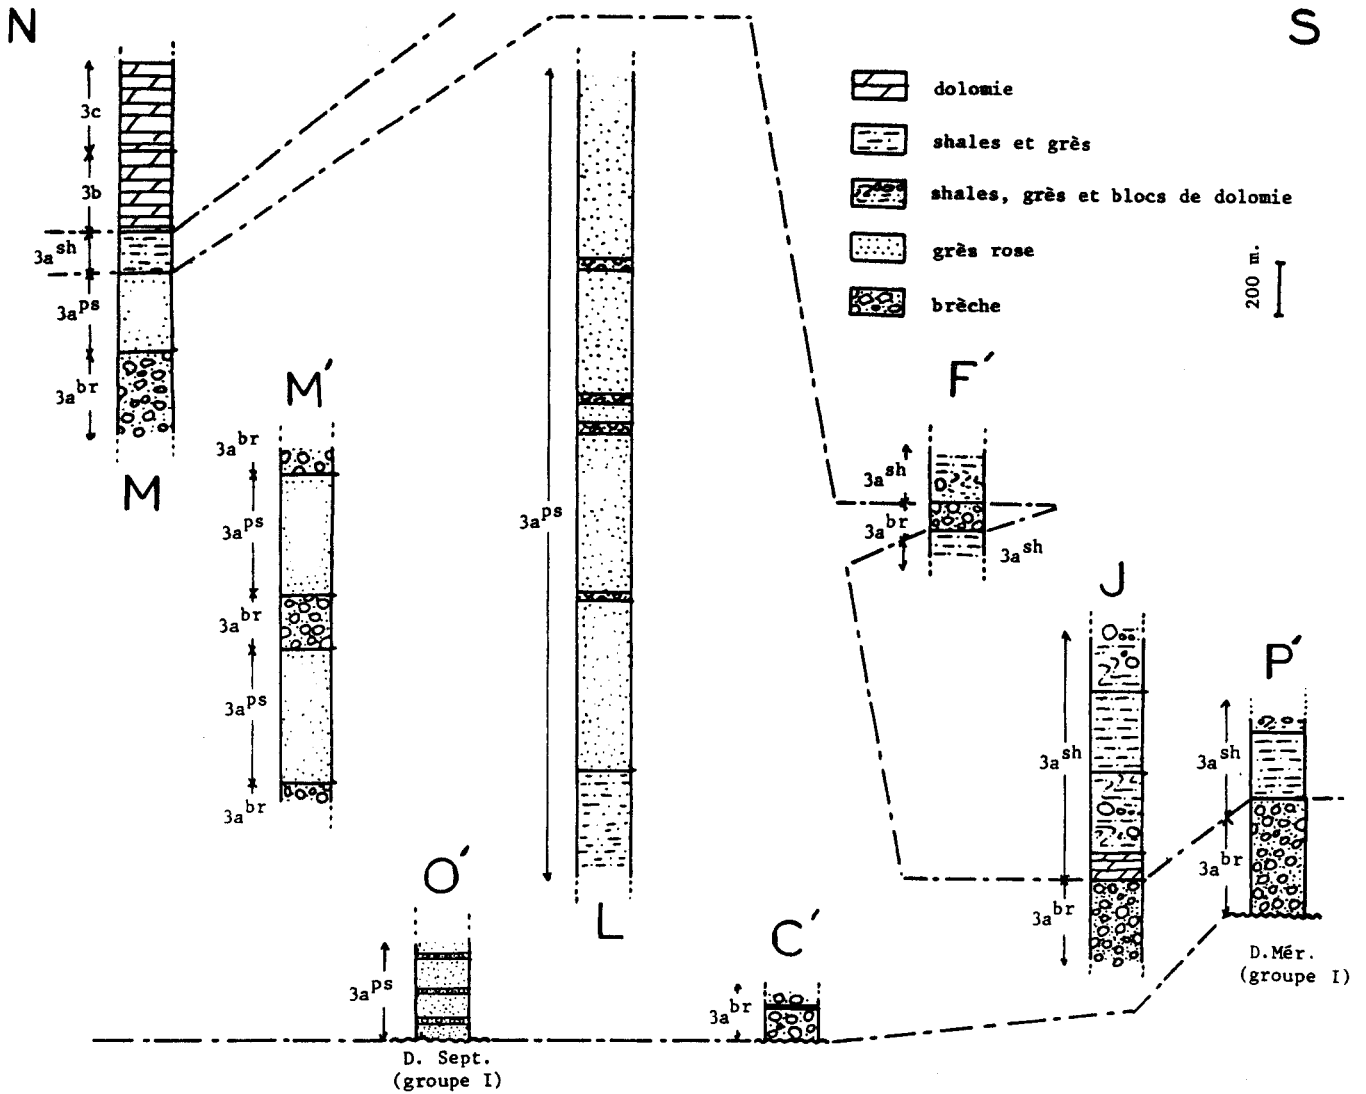 N
S
dolomie
shales et grès
shales, grès et blocs de dolomie
grès rose
brèche
200 m.
3c
3b
3a^sh
3a^ps
3a^br
M
M′
3a^br
3a^ps
3a^br
3a^ps
3a^br
3a^ps
L
O′
3a^ps
D. Sept.
(groupe I)
C′
3a^br
F′
3a^sh
3a^br
3a^sh
J
3a^sh
3a^br
P′
3a^sh
3a^br
D.Mér.
(groupe I)